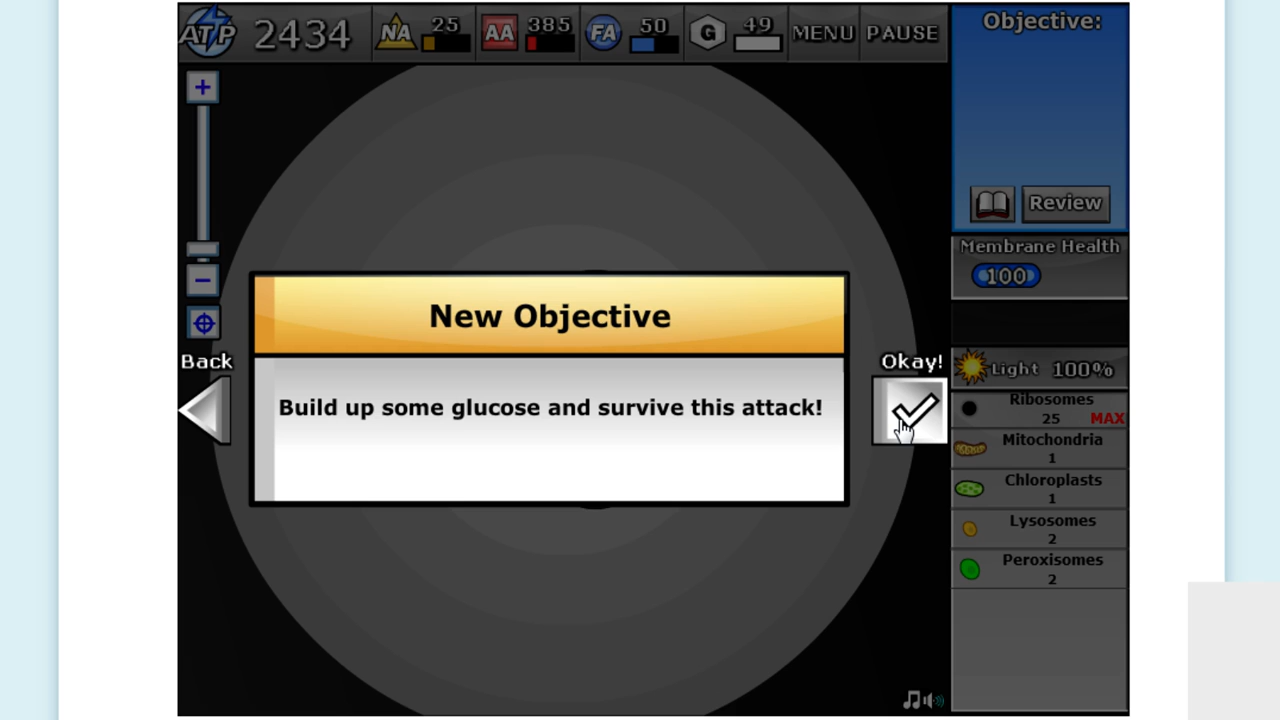 ATP 2434 NA 25 AA 385 FA 50 G 49 MENU PAUSE
Objective:
Review
Membrane Health
100
New Objective
Build up some glucose and survive this attack!
Back
Okay!
Light 100%
Ribosomes
25 MAX
Mitochondria
1
Chloroplasts
1
Lysosomes
2
Peroxisomes
2